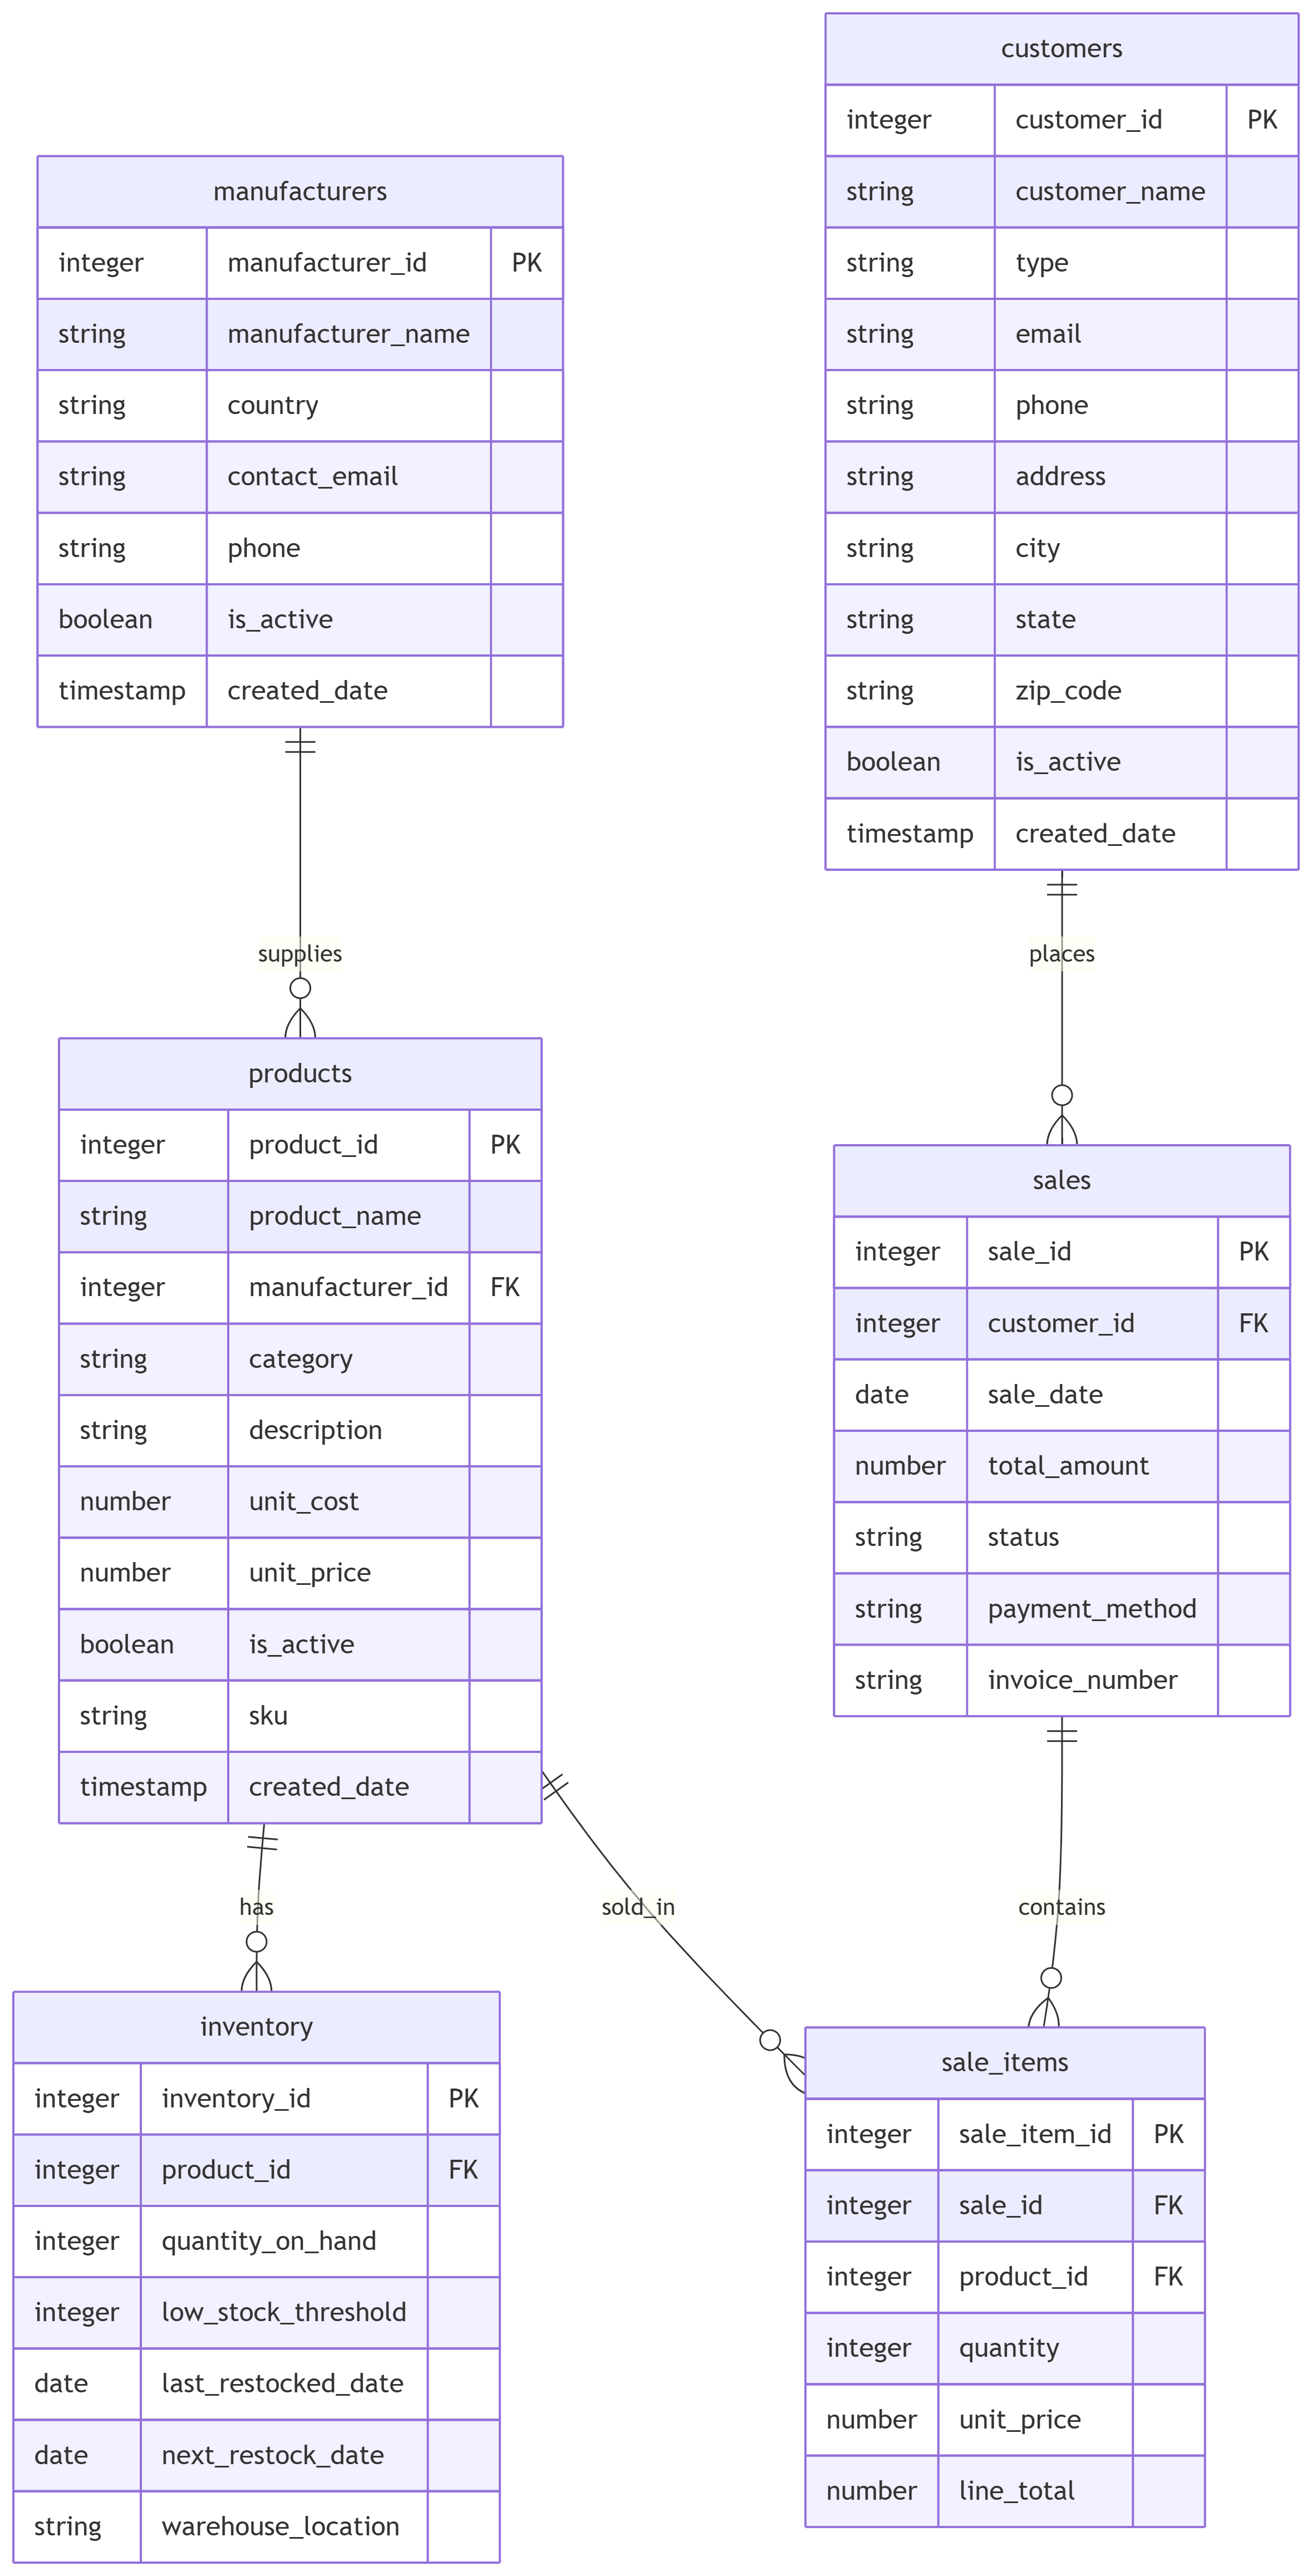 customers
integer customer_id PK
string customer_name
string type
string email
string phone
string address
string city
string state
string zip_code
boolean is_active
timestamp created_date
manufacturers
integer manufacturer_id PK
string manufacturer_name
string country
string contact_email
string phone
boolean is_active
timestamp created_date
supplies
places
products
integer product_id PK
string product_name
integer manufacturer_id FK
string category
string description
number unit_cost
number unit_price
boolean is_active
string sku
timestamp created_date
sales
integer sale_id PK
integer customer_id FK
date sale_date
number total_amount
string status
string payment_method
string invoice_number
has
sold_in
contains
inventory
integer inventory_id PK
integer product_id FK
integer quantity_on_hand
integer low_stock_threshold
date last_restocked_date
date next_restock_date
string warehouse_location
sale_items
integer sale_item_id PK
integer sale_id FK
integer product_id FK
integer quantity
number unit_price
number line_total